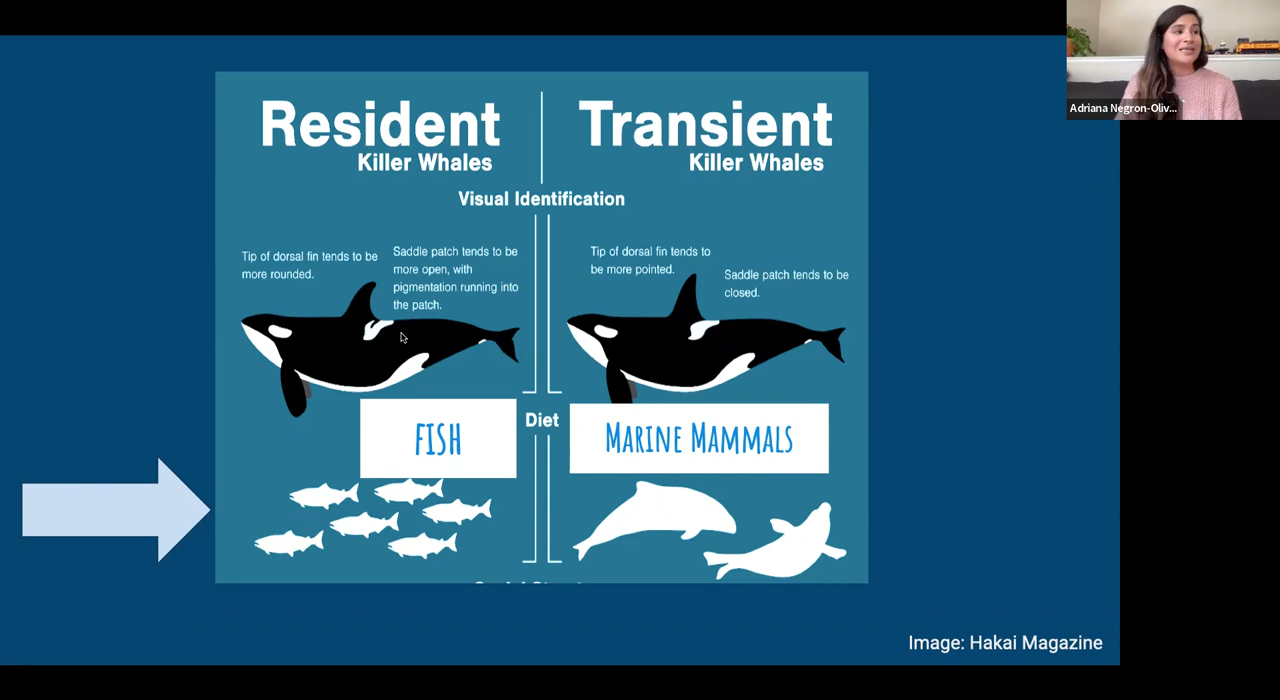 Adriana Negron-Oliv...
Resident
Killer Whales
Transient
Killer Whales
Visual Identification
Tip of dorsal fin tends to be
more rounded.
Saddle patch tends to be
more open, with
pigmentation running into
the patch.
Tip of dorsal fin tends to
be more pointed.
Saddle patch tends to be
closed.
Diet
FISH
MARINE MAMMALS
Image: Hakai Magazine